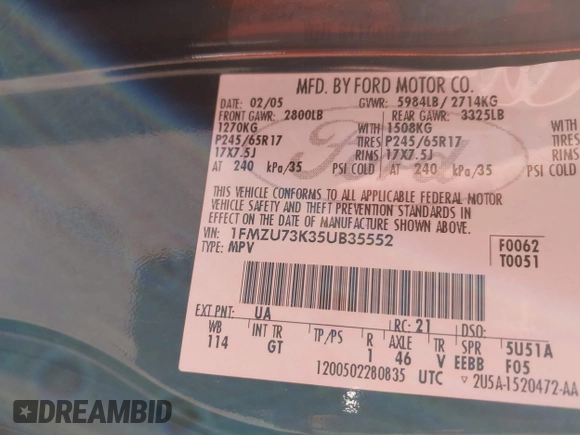 MFD. BY FORD MOTOR CO.
DATE: 02/05 GVWR: 5984LB/ 2714KG
FRONT GAWR: 2800LB REAR GAWR: 3325LB
1270KG WITH 1508KG WITH
P245/65R17 TIRES P245/65R17 TIRES
17X7.5J RIMS 17X7.5J RIMS
AT 240 kPa/35 PSI COLD AT 240 kPa/35 PSI COLD
THIS VEHICLE CONFORMS TO ALL APPLICABLE FEDERAL MOTOR
VEHICLE SAFETY AND THEFT PREVENTION STANDARDS IN
EFFECT ON THE DATE OF MANUFACTURE SHOWN ABOVE.
VIN: 1FMZU73K35UB35552 F0062
TYPE: MPV T0051
EXT PNT: UA RC: 21 DSO:
WB INT TR TP/PS R AXLE TR SPR 5U51A
114 GT 1 46 V EEBB F05
1200502280835 UTC 2U5A-1520472-AA
Ford
DREAMBID